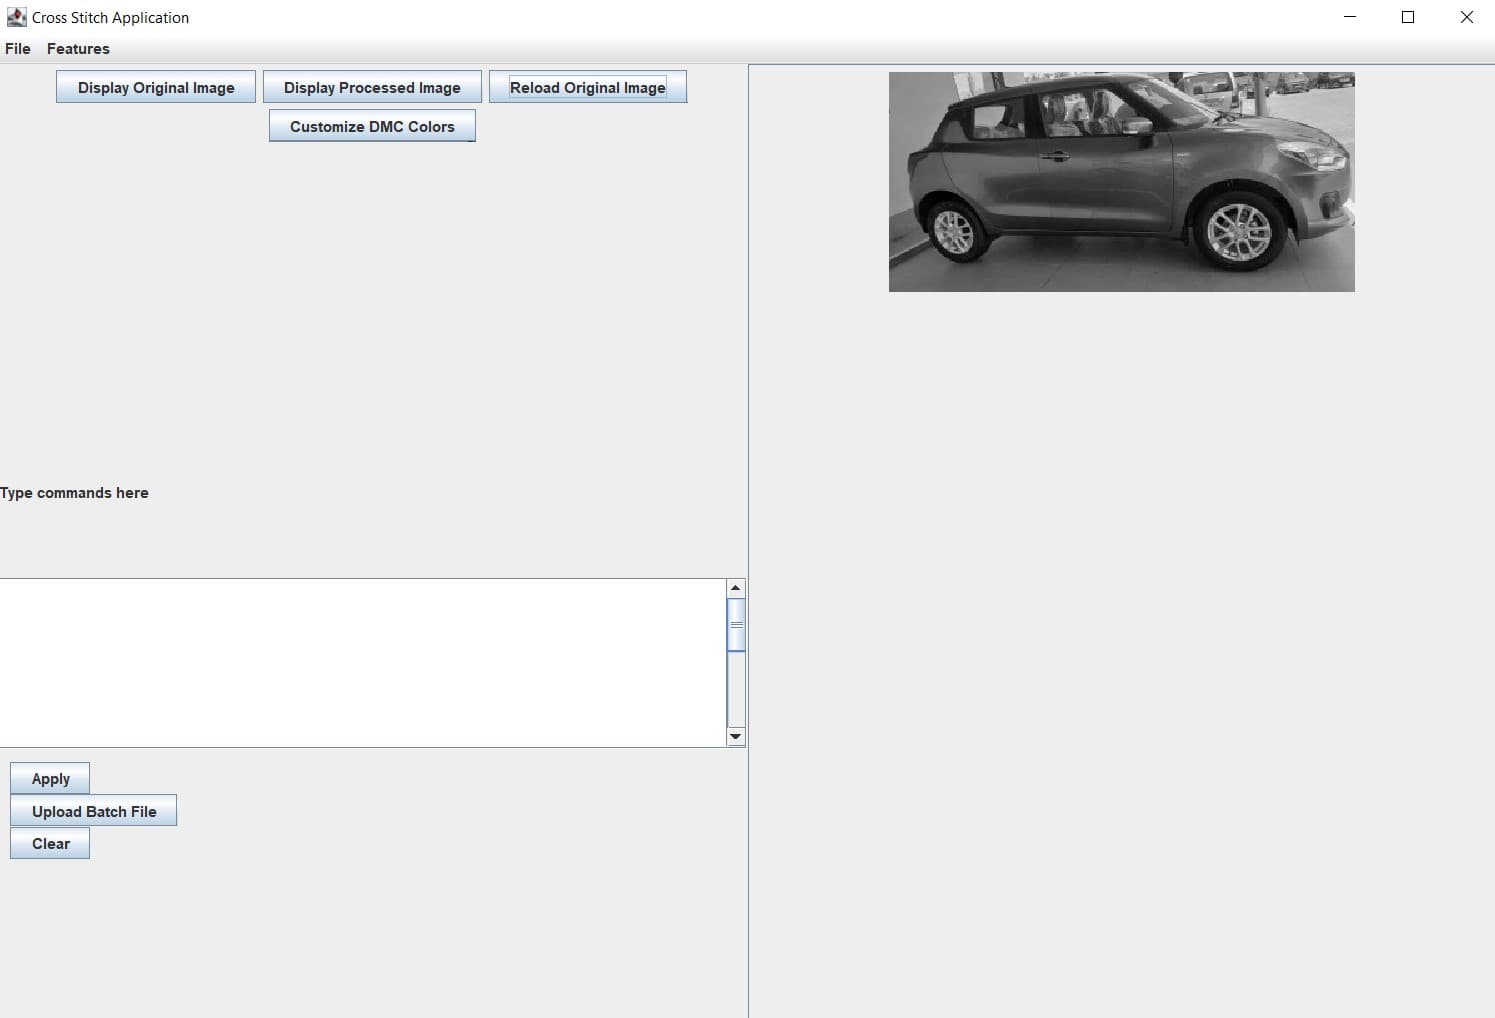 Cross Stitch Application
File Features
Display Original Image Display Processed Image Reload Original Image
Customize DMC Colors
Type commands here
Apply
Upload Batch File
Clear